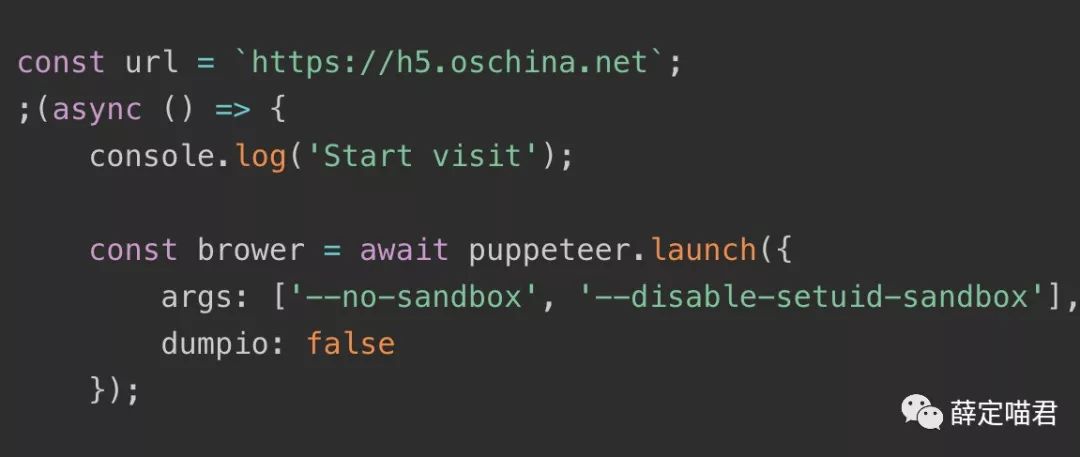 const url = `https://h5.oschina.net`;
;(async () => {
    console.log('Start visit');
    const brower = await puppeteer.launch({
        args: ['--no-sandbox', '--disable-setuid-sandbox'],
        dumpio: false
    });
薛定喵君